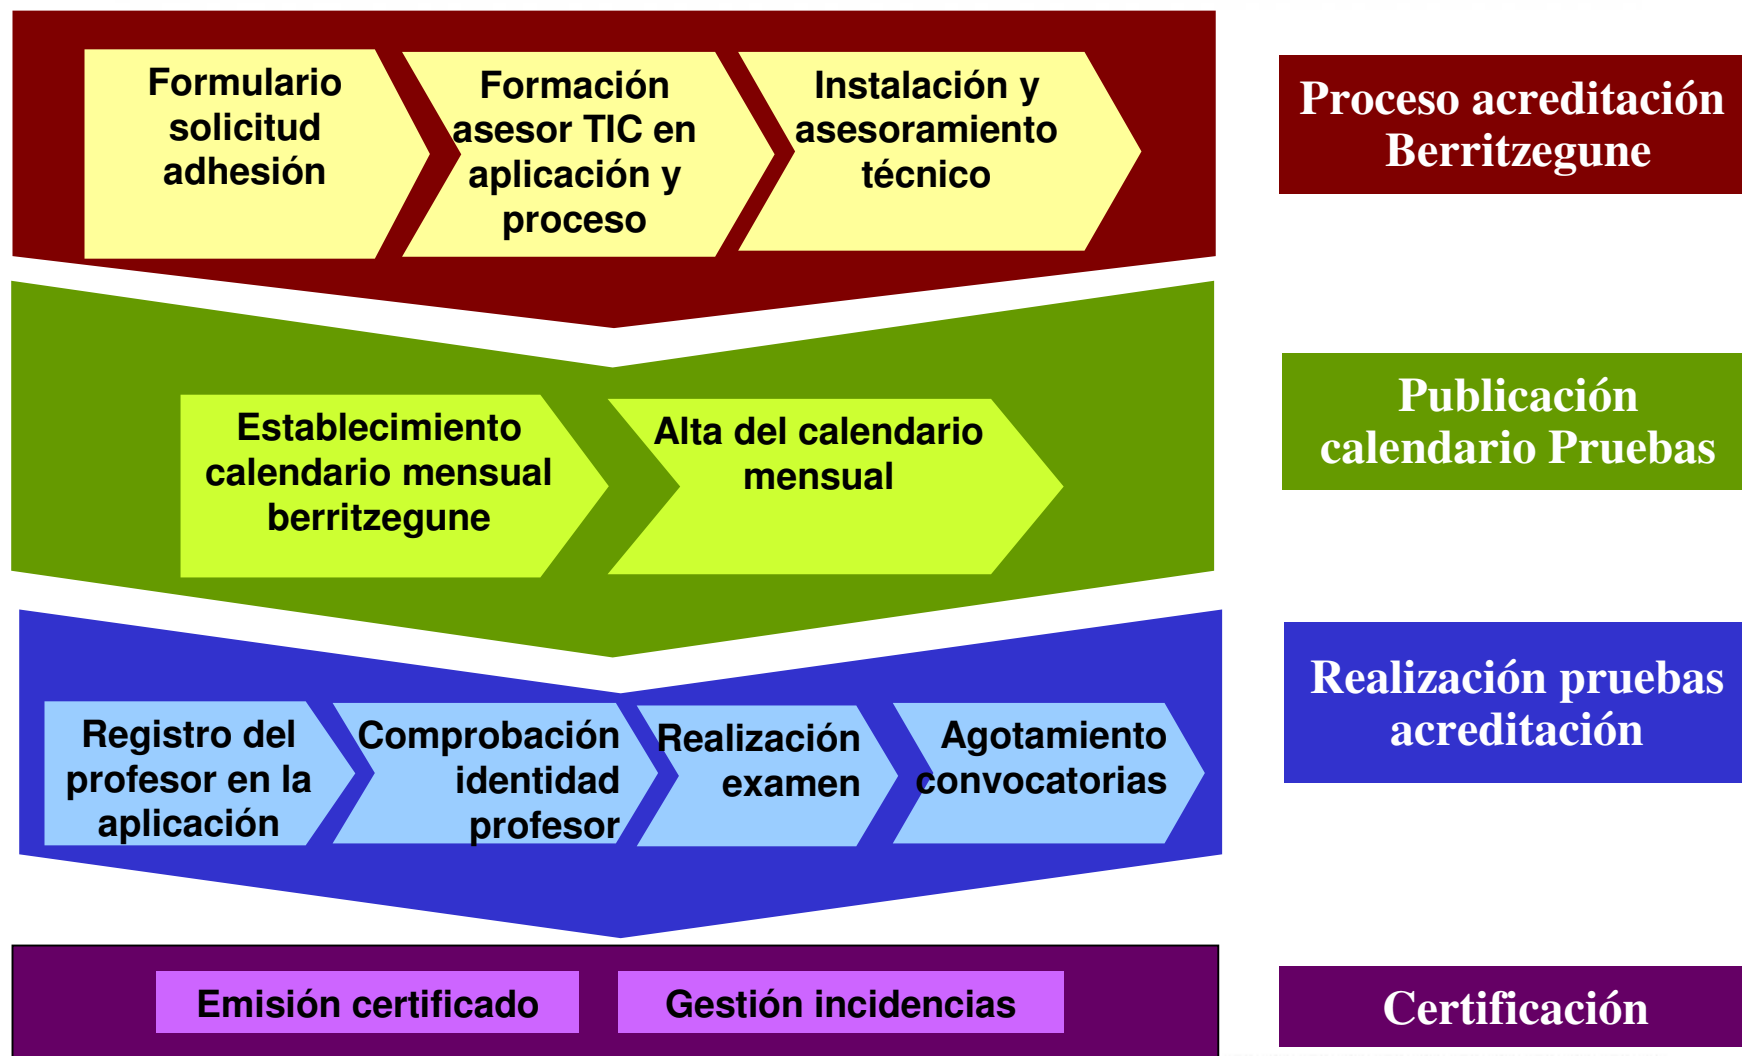 Formulario
solicitud
adhesión
Formación
asesor TIC en
aplicación y
proceso
Instalación y
asesoramiento
técnico
Proceso acreditación
Berritzegune
Establecimiento
calendario mensual
berritzegune
Alta del calendario
mensual
Publicación
calendario Pruebas
Registro del
profesor en la
aplicación
Comprobación
identidad
profesor
Realización
examen
Agotamiento
convocatorias
Realización pruebas
acreditación
Emisión certificado
Gestión incidencias
Certificación